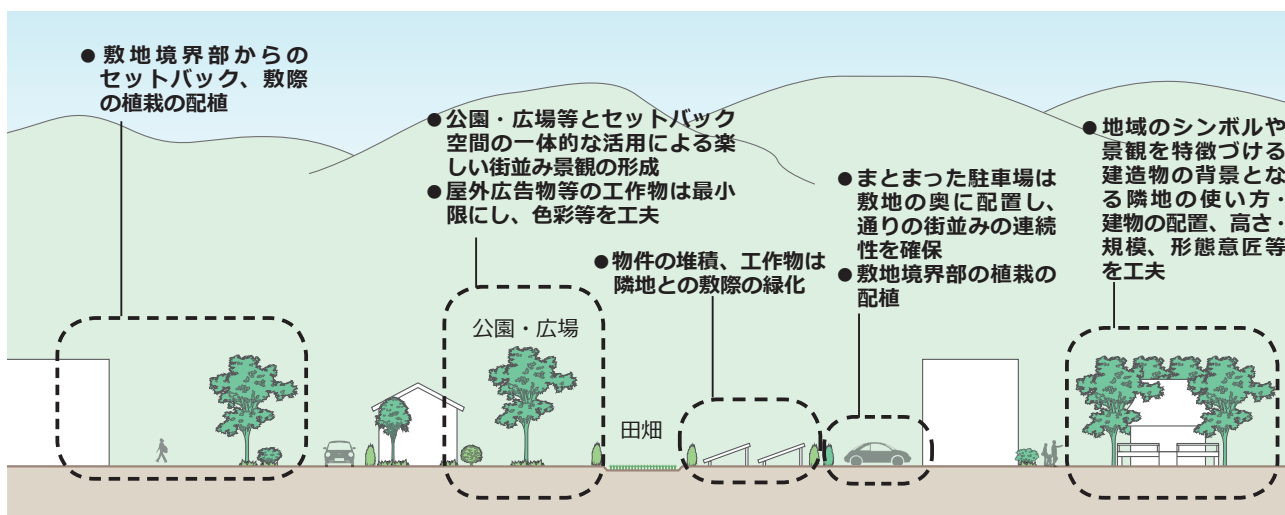 ● 敷地境界部からの
セットバック、敷際
の植栽の配植
● 公園・広場等とセットバック
空間の一体的な活用による楽
しい街並み景観の形成
● 屋外広告物等の工作物は最小
限にし、色彩等を工夫
● 物件の堆積、工作物は
隣地との敷際の緑化
● まとまった駐車場は
敷地の奥に配置し、
通りの街並みの連続
性を確保
● 敷地境界部の植栽の
配植
● 地域のシンボルや
景観を特徴づける
建造物の背景とな
る隣地の使い方・
建物の配置、高さ・
規模、形態意匠等
を工夫
公園・広場
田畑